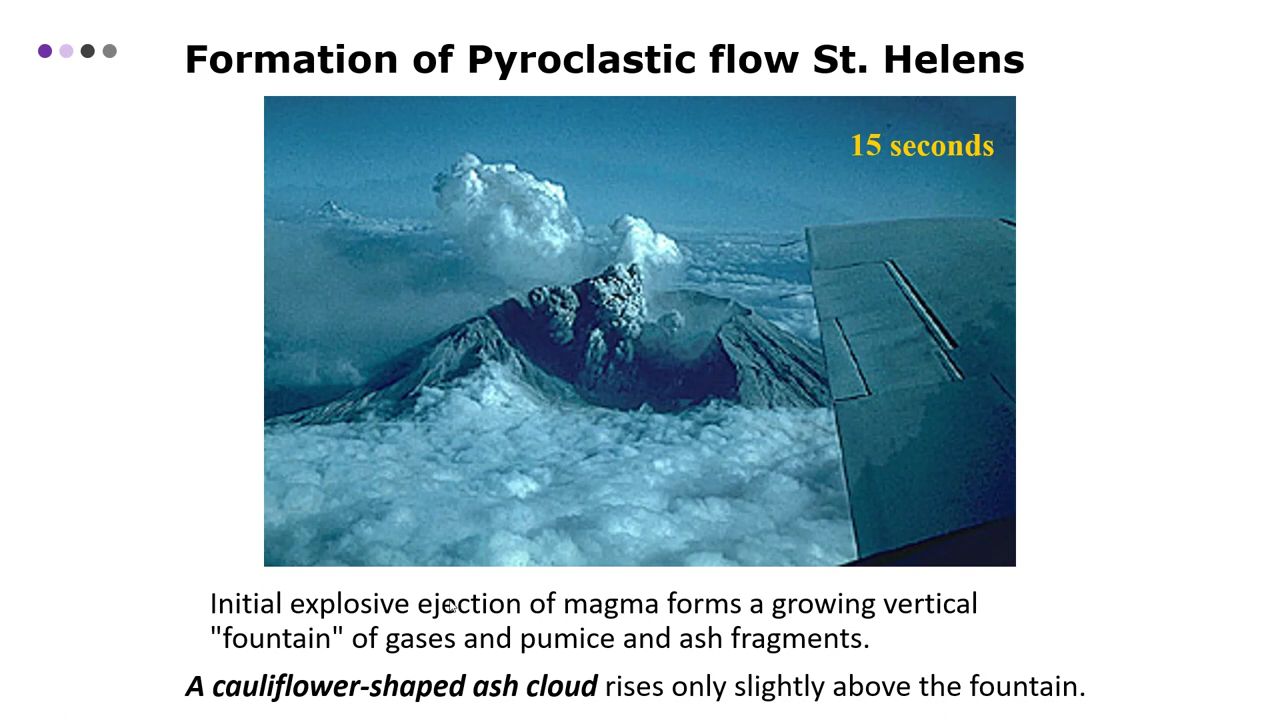 Formation of Pyroclastic flow St. Helens
15 seconds
Initial explosive ejection of magma forms a growing vertical
"fountain" of gases and pumice and ash fragments.
A cauliflower-shaped ash cloud rises only slightly above the fountain.